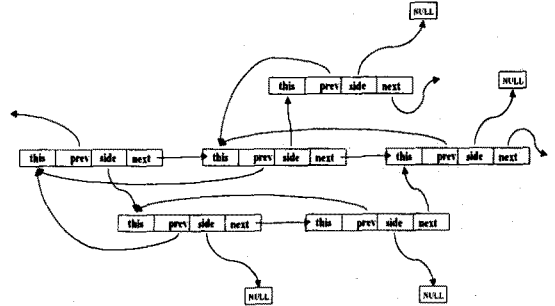 NULL
this prev side next
NULL
this prev side next this prev side next this prev side next
this prev side next this prev side next
NULL NULL